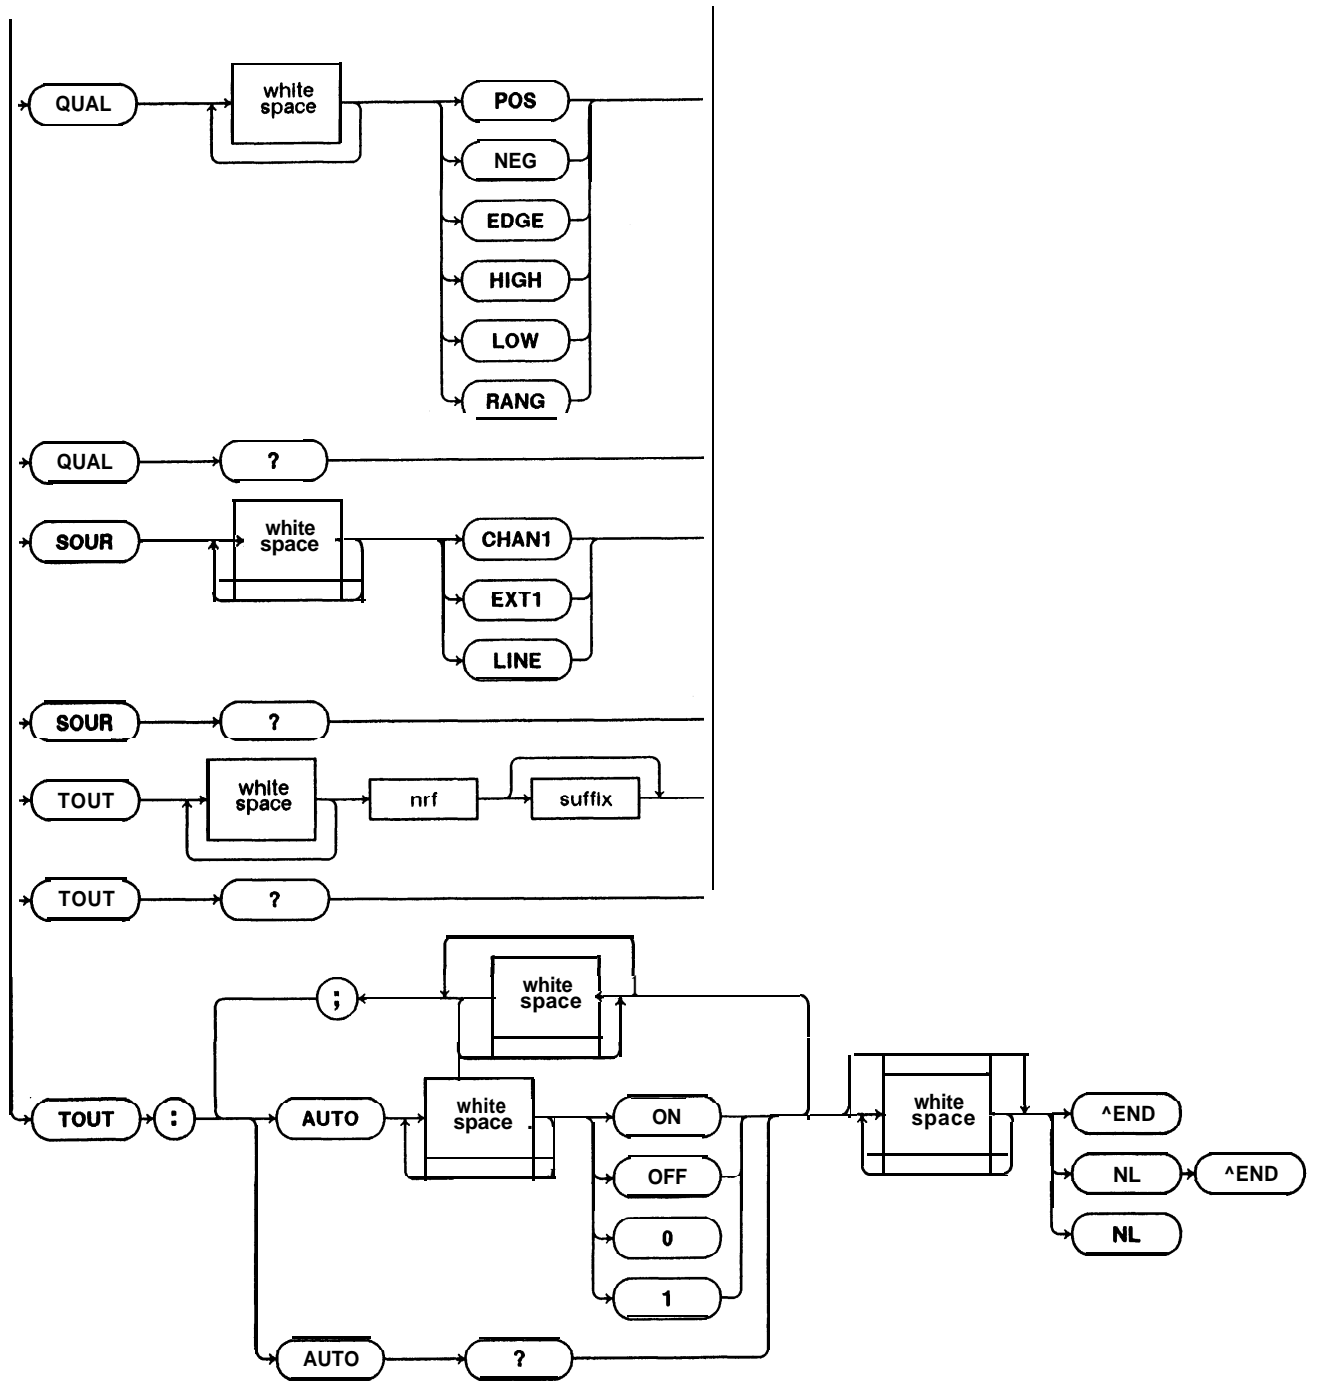 QUAL
white
space
POS
NEG
EDGE
HIGH
LOW
RANG
QUAL
?
SOUR
white
space
CHAN1
EXT1
LINE
SOUR
?
TOUT
white
space
nrf
suffix
TOUT
?
;
white
space
TOUT
:
AUTO
white
space
ON
OFF
0
1
white
space
^END
NL
^END
NL
AUTO
?